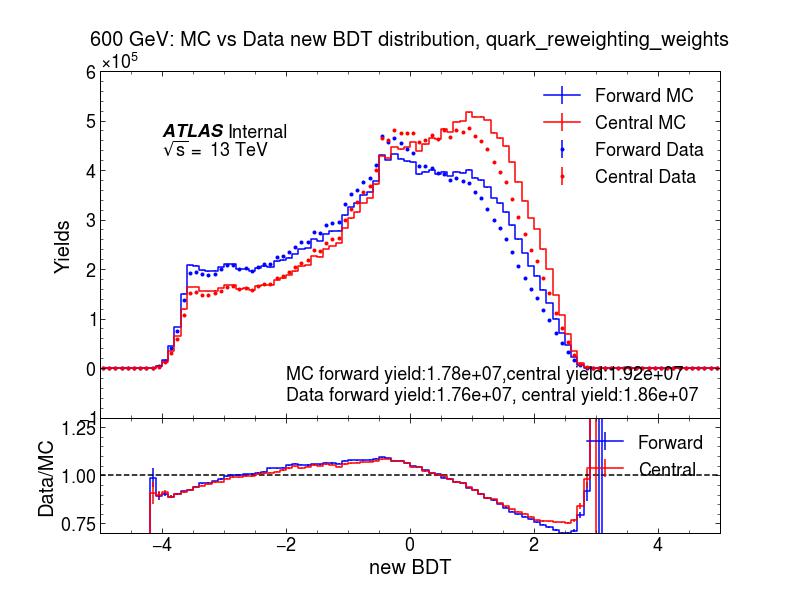 600 GeV: MC vs Data new BDT distribution, quark_reweighting_weights
×10⁵
6
5
4
3
2
1
0
−1
Yields
ATLAS Internal
√s = 13 TeV
Forward MC
Central MC
Forward Data
Central Data
MC forward yield:1.78e+07,central yield:1.92e+07
Data forward yield:1.76e+07, central yield:1.86e+07
1.25
1.00
0.75
Data/MC
Forward
Central
−4 −2 0 2 4
new BDT